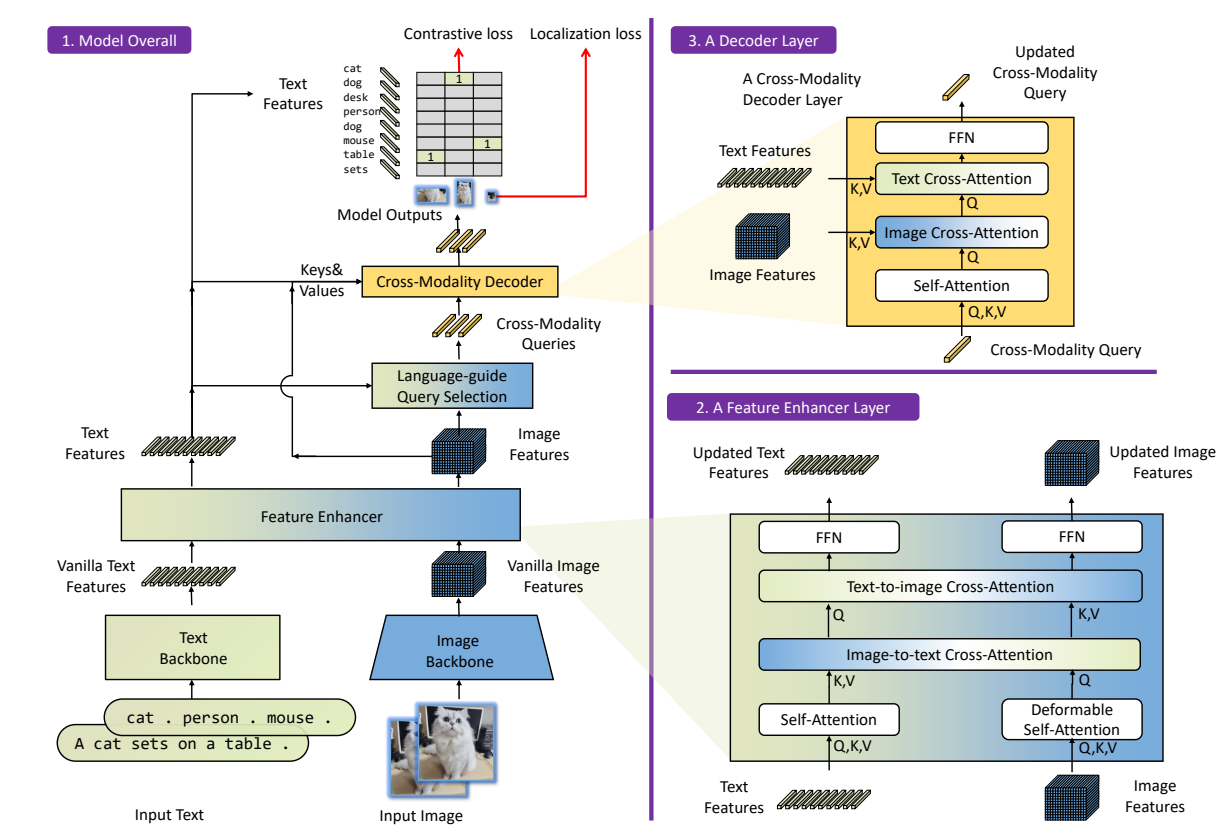 1. Model Overall
Contrastive loss
Localization loss
Text
Features
cat
dog
desk
person
dog
mouse
table
sets
1
1
1
Model Outputs
Keys&
Values
Cross-Modality Decoder
Cross-Modality
Queries
Language-guide
Query Selection
Text
Features
Image
Features
Feature Enhancer
Vanilla Text
Features
Vanilla Image
Features
Text
Backbone
Image
Backbone
cat . person . mouse .
A cat sets on a table .
Input Text
Input Image
3. A Decoder Layer
Updated
Cross-Modality
Query
A Cross-Modality
Decoder Layer
FFN
Text Features
Text Cross-Attention
K,V
Q
Image Cross-Attention
K,V
Q
Image Features
Self-Attention
Q,K,V
Cross-Modality Query
2. A Feature Enhancer Layer
Updated Text
Features
Updated Image
Features
FFN
FFN
Text-to-image Cross-Attention
Q
K,V
Image-to-text Cross-Attention
K,V
Q
Self-Attention
Deformable
Self-Attention
Q,K,V
Q,K,V
Text
Features
Image
Features